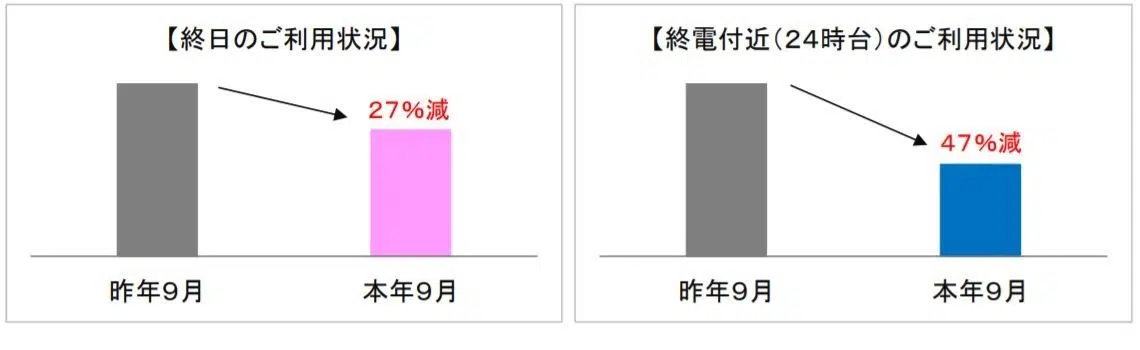 【終日のご利用状況】
27%減
昨年9月
本年9月
【終電付近(24時台)のご利用状況】
47%減
昨年9月
本年9月